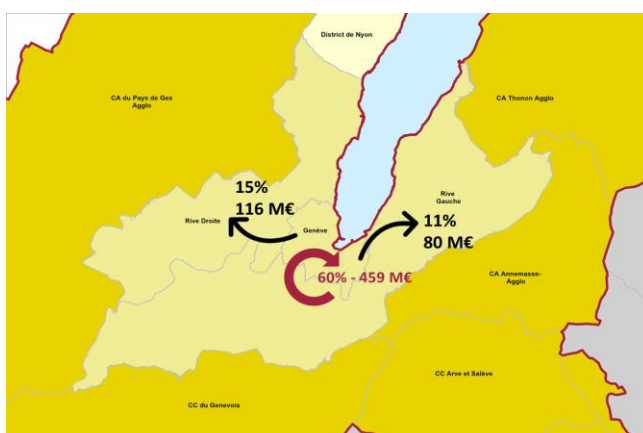 District de Nyon
CA du Pays de Gex
Agglo
CA Thonon Agglo
15%
116 M€
Rive Droite
Genève
Rive
Gauche
11%
80 M€
60% - 459 M€
CA Annemasse-
Agglo
CC Arve et Salève
CC du Genevois